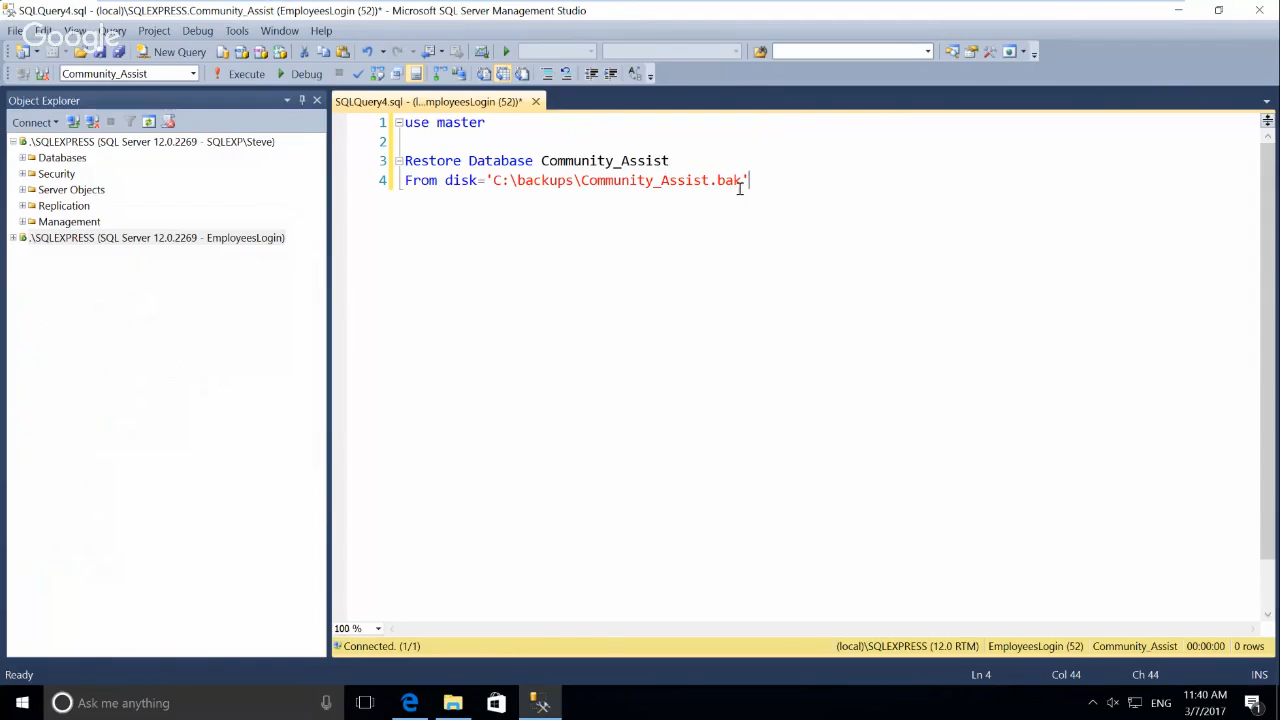 SQLQuery4.sql - (local)\SQLEXPRESS.Community_Assist (EmployeesLogin (52))* - Microsoft SQL Server Management Studio
File Edit View Query Project Debug Tools Window Help
Google
New Query
Community_Assist Execute Debug
Object Explorer
SQLQuery4.sql - (l...mployeesLogin (52))*
Connect
.\SQLEXPRESS (SQL Server 12.0.2269 - SQLEXP\Steve)
Databases
Security
Server Objects
Replication
Management
.\SQLEXPRESS (SQL Server 12.0.2269 - EmployeesLogin)
1 use master
2
3 Restore Database Community_Assist
4 From disk='C:\backups\Community_Assist.bak'
100 %
Connected. (1/1) (local)\SQLEXPRESS (12.0 RTM) EmployeesLogin (52) Community_Assist 00:00:00 0 rows
Ready Ln 4 Col 44 Ch 44 INS
Ask me anything
ENG
11:40 AM
3/7/2017
1